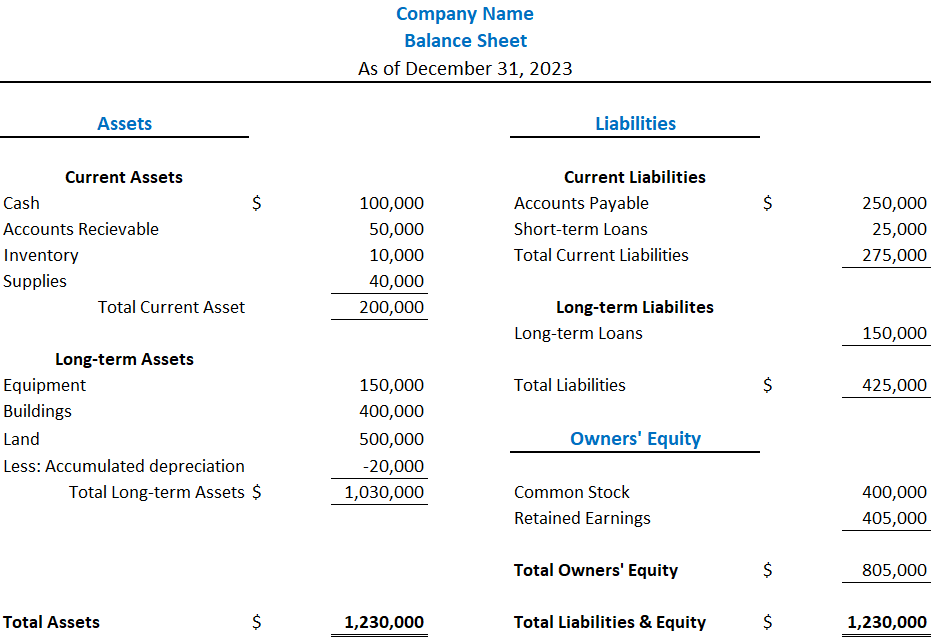 Company Name
Balance Sheet
As of December 31, 2023
Assets
Current Assets
Cash $ 100,000
Accounts Recievable 50,000
Inventory 10,000
Supplies 40,000
Total Current Asset 200,000
Long-term Assets
Equipment 150,000
Buildings 400,000
Land 500,000
Less: Accumulated depreciation -20,000
Total Long-term Assets $ 1,030,000
Total Assets $ 1,230,000
Liabilities
Current Liabilities
Accounts Payable $ 250,000
Short-term Loans 25,000
Total Current Liabilities 275,000
Long-term Liabilites
Long-term Loans 150,000
Total Liabilities $ 425,000
Owners' Equity
Common Stock 400,000
Retained Earnings 405,000
Total Owners' Equity $ 805,000
Total Liabilities & Equity $ 1,230,000